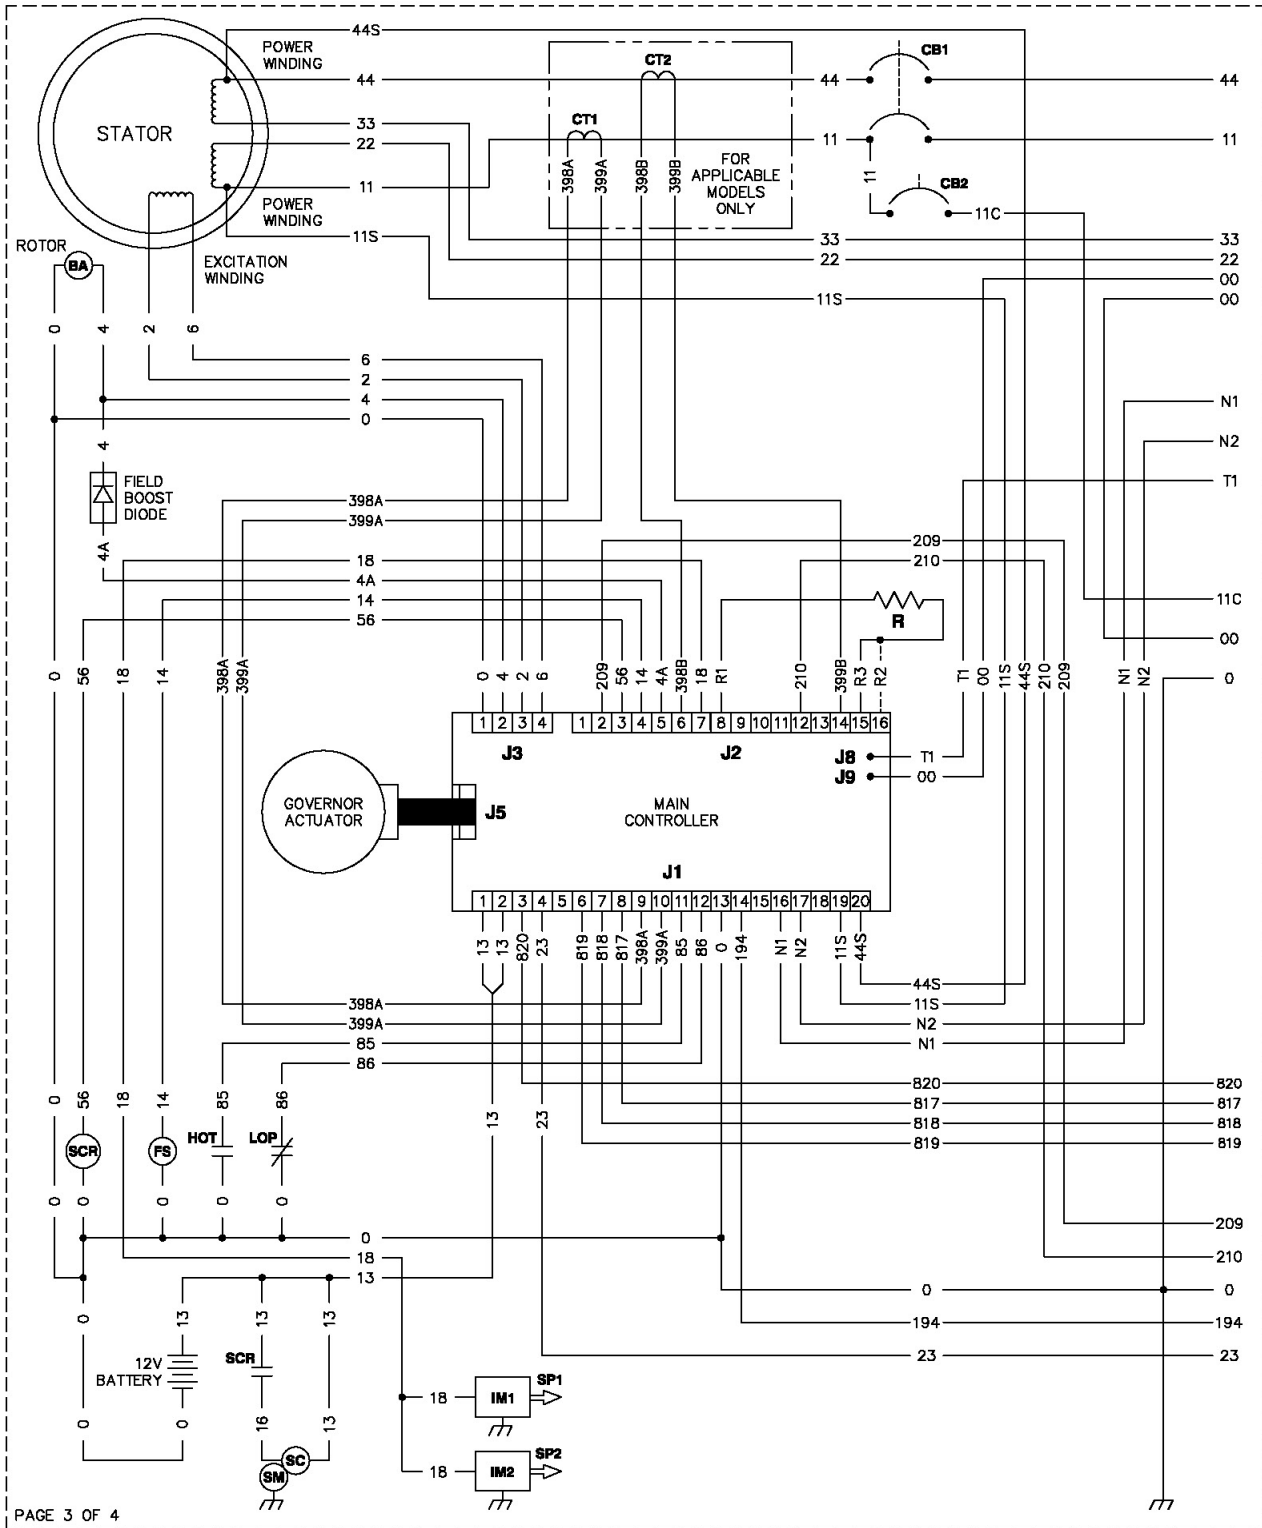 44S
POWER
WINDING
44
CT2
44
CB1
44
STATOR
33
CT1
22
11
11
398A
399A
398B
399B
FOR
APPLICABLE
MODELS
ONLY
11
CB2
11
POWER
WINDING
11C
11S
33
33
ROTOR
BA
EXCITATION
WINDING
22
22
00
11S
00
0
4
2
6
6
2
4
N1
0
4
N2
FIELD
BOOST
DIODE
T1
398A
399A
209
4A
18
210
4A
14
R
11C
56
00
0
56
18
14
398A
399A
0
4
2
6
209
56
14
4A
398B
18
R1
210
399B
R3
R2
T1
00
11S
44S
210
209
N1
N2
0
1 2 3 4
1 2 3 4 5 6 7 8 9 10 11 12 13 14 15 16
J3
J2
J8
T1
J9
00
GOVERNOR
ACTUATOR
J5
MAIN
CONTROLLER
J1
1 2 3 4 5 6 7 8 9 10 11 12 13 14 15 16 17 18 19 20
13
13
820
23
819
818
817
398A
399A
85
86
0
194
N1
N2
11S
44S
44S
398A
11S
399A
N2
85
N1
86
820
820
0
56
18
14
85
86
817
817
13
23
818
818
HOT
LOP
819
819
SCR
FS
0
0
0
0
0
209
0
18
210
13
0
0
0
13
13
13
194
194
12V
BATTERY
SCR
23
23
SP1
18
IM1
0
0
16
13
SC
SP2
SM
18
IM2
PAGE 3 OF 4